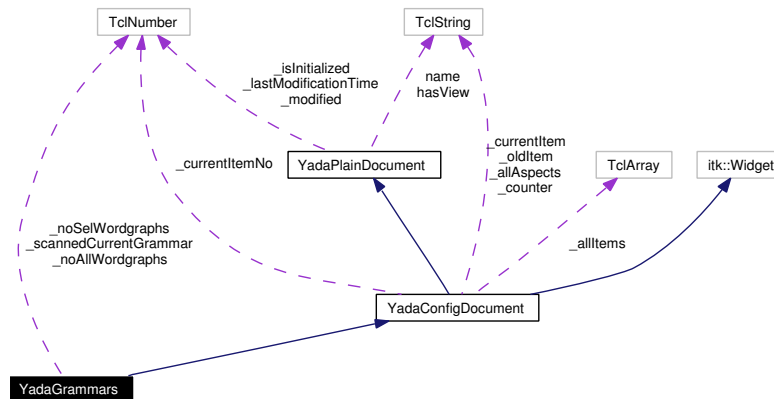 TclNumber
TclString
_isInitialized
_lastModificationTime
_modified
name
hasView
_currentItemNo
YadaPlainDocument
_currentItem
_oldItem
_allAspects
_counter
TclArray
itk::Widget
_noSelWordgraphs
_scannedCurrentGrammar
_noAllWordgraphs
_allItems
YadaConfigDocument
YadaGrammars